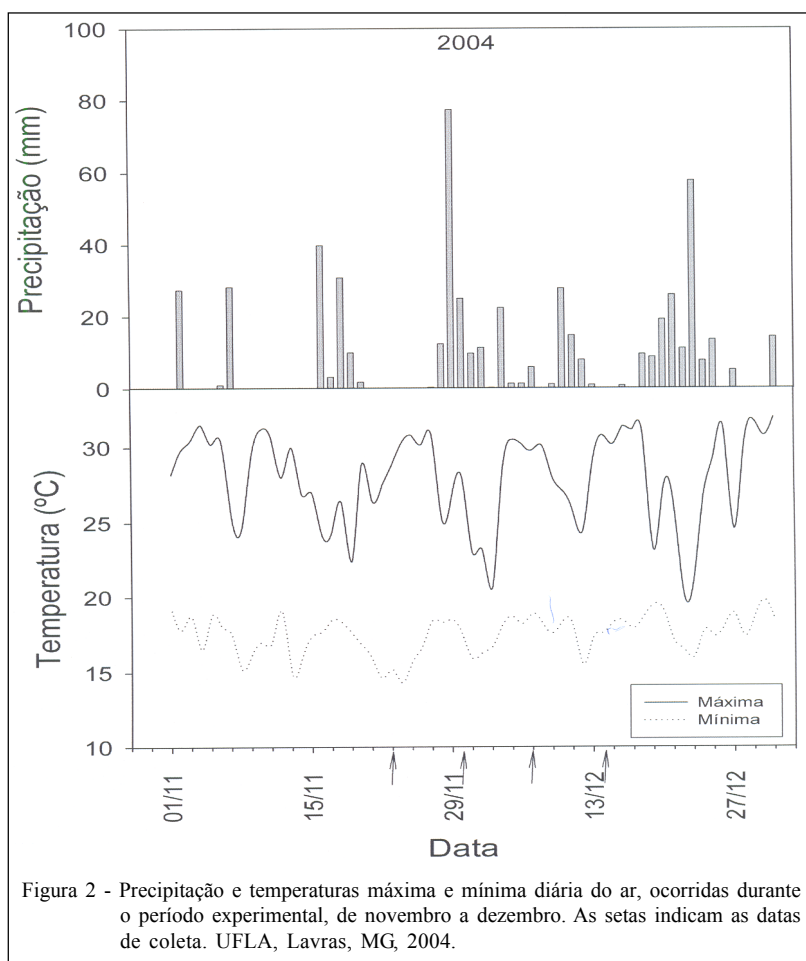 2004
Precipitação (mm)
100
80
60
40
20
0
Temperatura (ºC)
30
25
20
15
10
Máxima
Mínima
01/11
15/11
29/11
13/12
27/12
Data
Figura 2 - Precipitação e temperaturas máxima e mínima diária do ar, ocorridas durante
o período experimental, de novembro a dezembro. As setas indicam as datas
de coleta. UFLA, Lavras, MG, 2004.